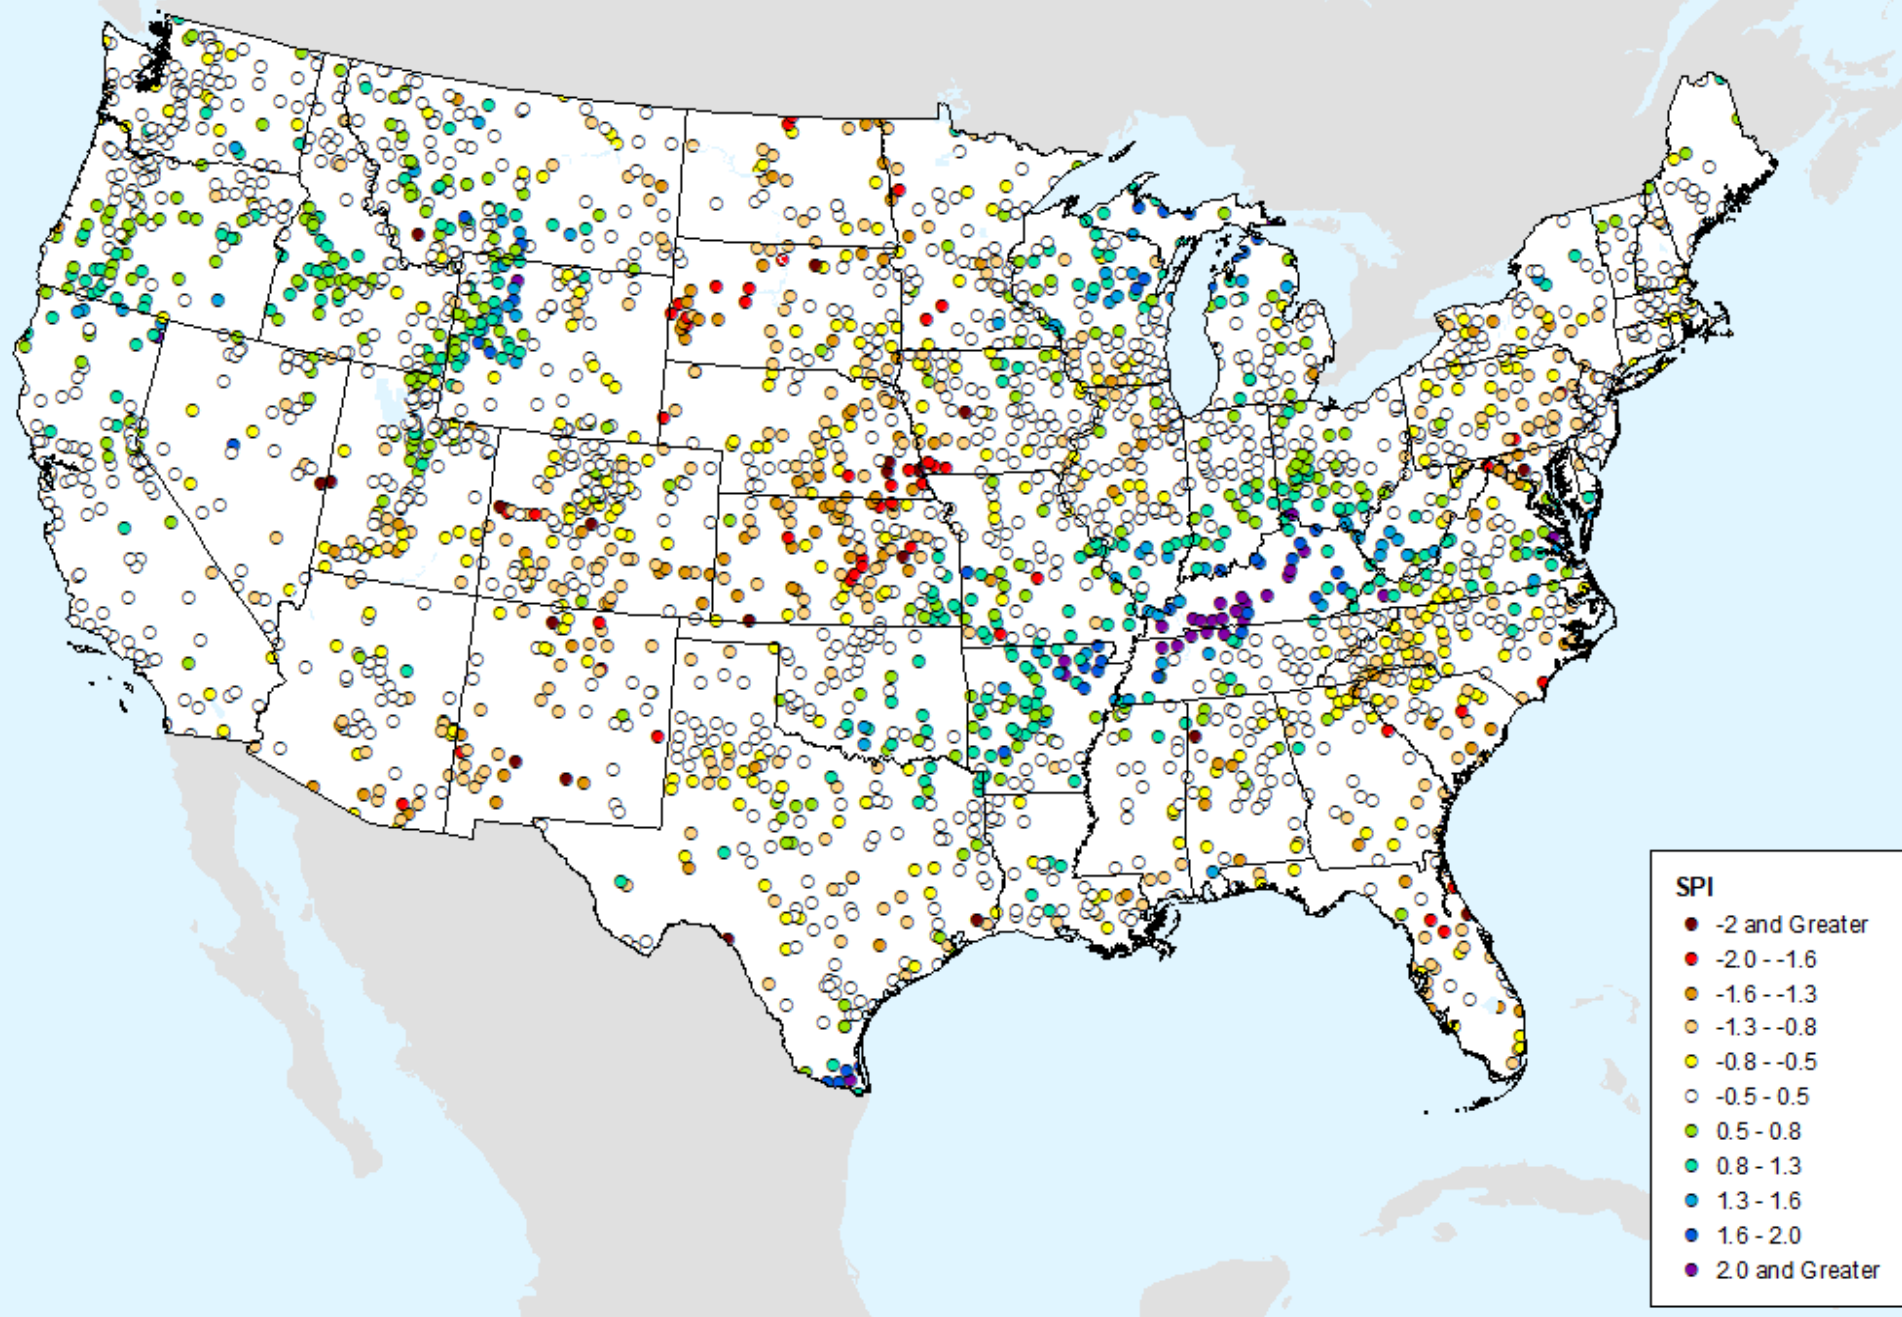 SPI
-2 and Greater
-2.0 - -1.6
-1.6 - -1.3
-1.3 - -0.8
-0.8 - -0.5
-0.5 - 0.5
0.5 - 0.8
0.8 - 1.3
1.3 - 1.6
1.6 - 2.0
2.0 and Greater